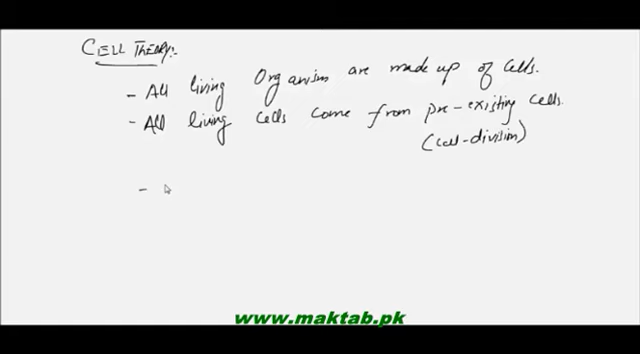 CELL THEORY:-
- All living Organism are made up of Cells.
- All living cells come from pre-existing cells.
(cell-division)
-
www.maktab.pk